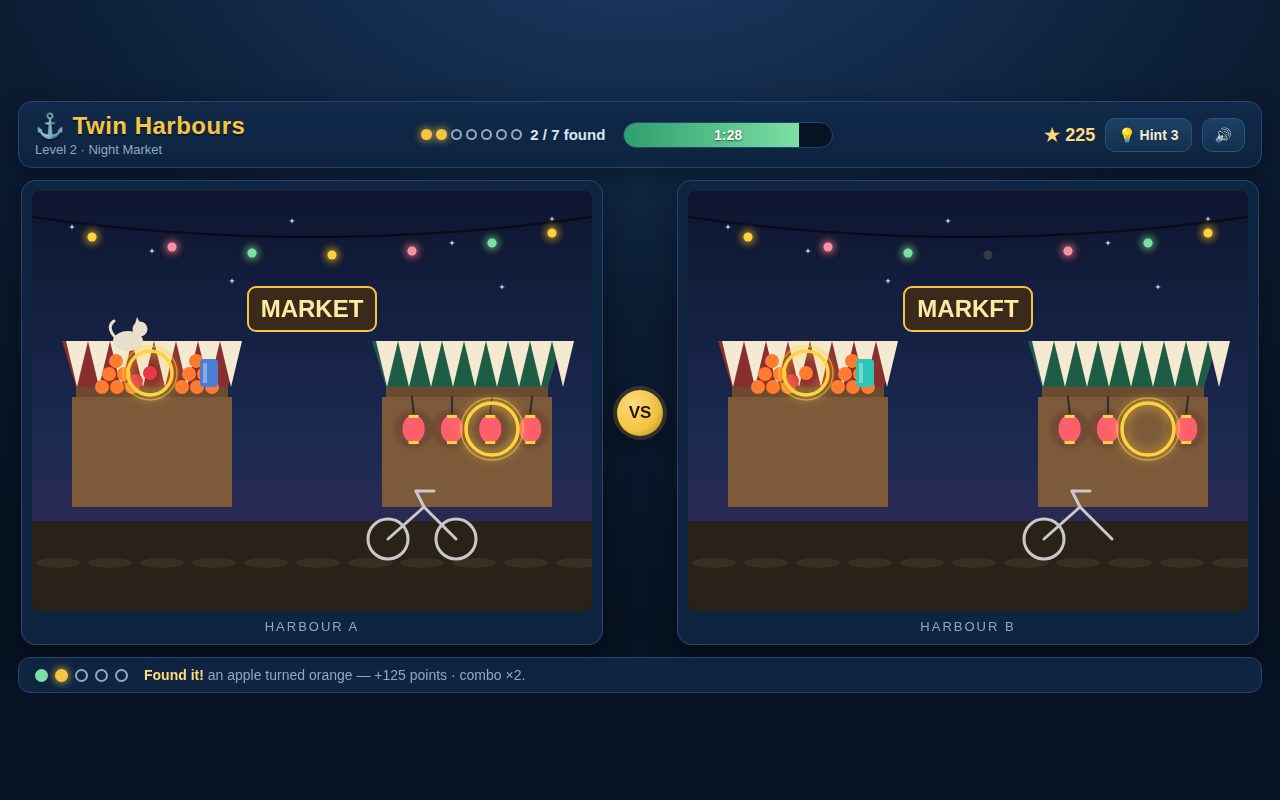 Twin Harbours
Level 2 · Night Market
2 / 7 found
1:28
★ 225
Hint 3
MARKET
MARKFT
VS
HARBOUR A
HARBOUR B
Found it! an apple turned orange — +125 points · combo ×2.